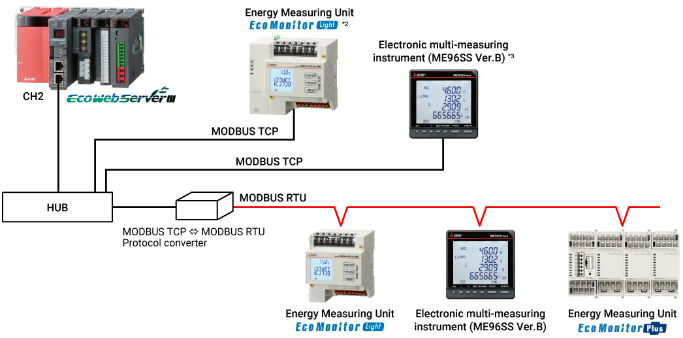 Energy Measuring Unit
EcoMonitor Light *2
Electronic multi-measuring
instrument (ME96SS Ver.B) *3
CH2
EcoWebServerIII
MODBUS TCP
MODBUS TCP
HUB
MODBUS RTU
MODBUS TCP ⇔ MODBUS RTU
Protocol converter
Energy Measuring Unit
EcoMonitor Light
Electronic multi-measuring
instrument (ME96SS Ver.B)
Energy Measuring Unit
EcoMonitor Plus